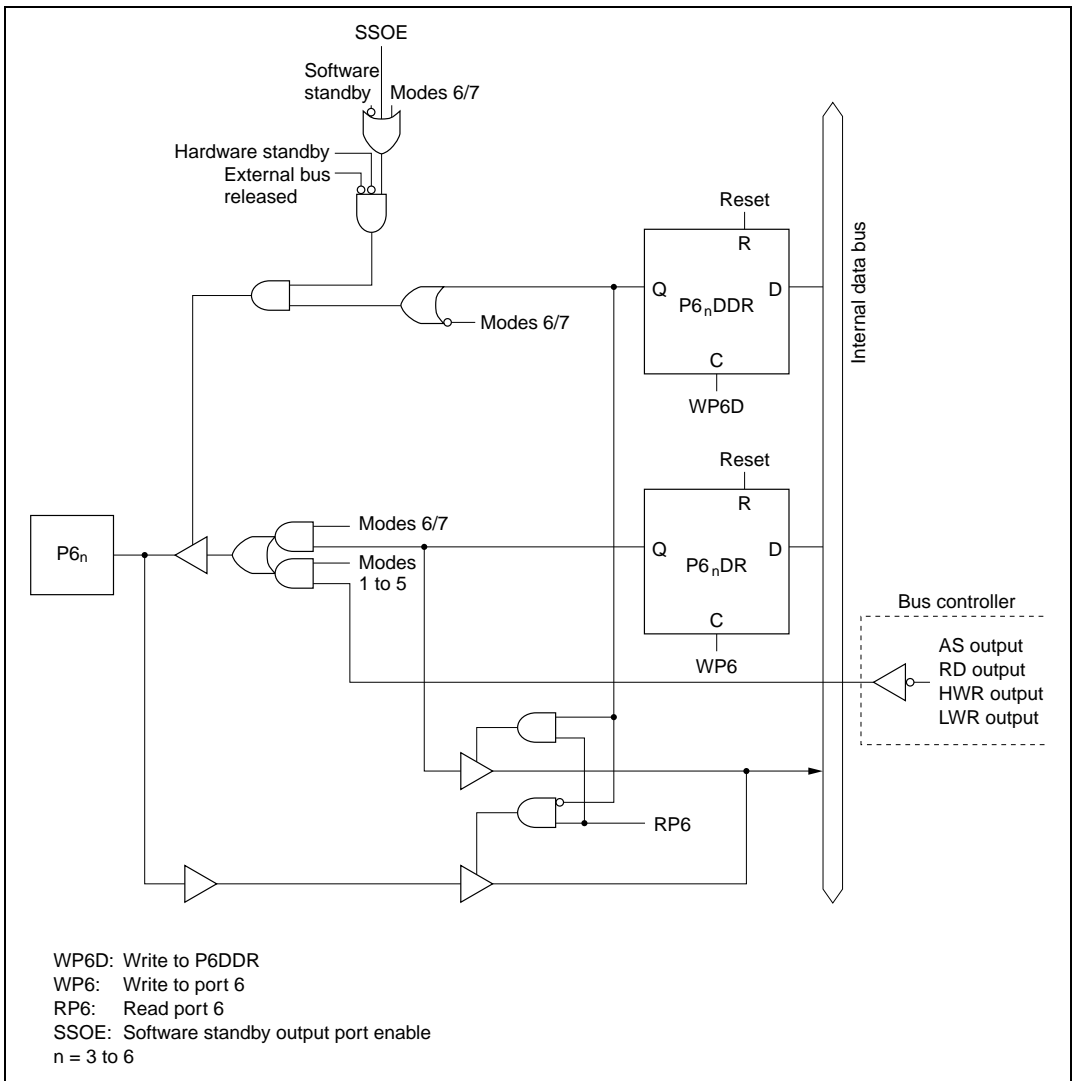 SSOE
Software
standby
Modes 6/7
Hardware standby
External bus
released
Reset
R
Q
D
P6nDDR
C
WP6D
Modes 6/7
Internal data bus
Reset
R
Q
D
P6nDR
C
WP6
P6n
Modes 6/7
Modes
1 to 5
Bus controller
AS output
RD output
HWR output
LWR output
RP6
WP6D: Write to P6DDR
WP6: Write to port 6
RP6: Read port 6
SSOE: Software standby output port enable
n = 3 to 6